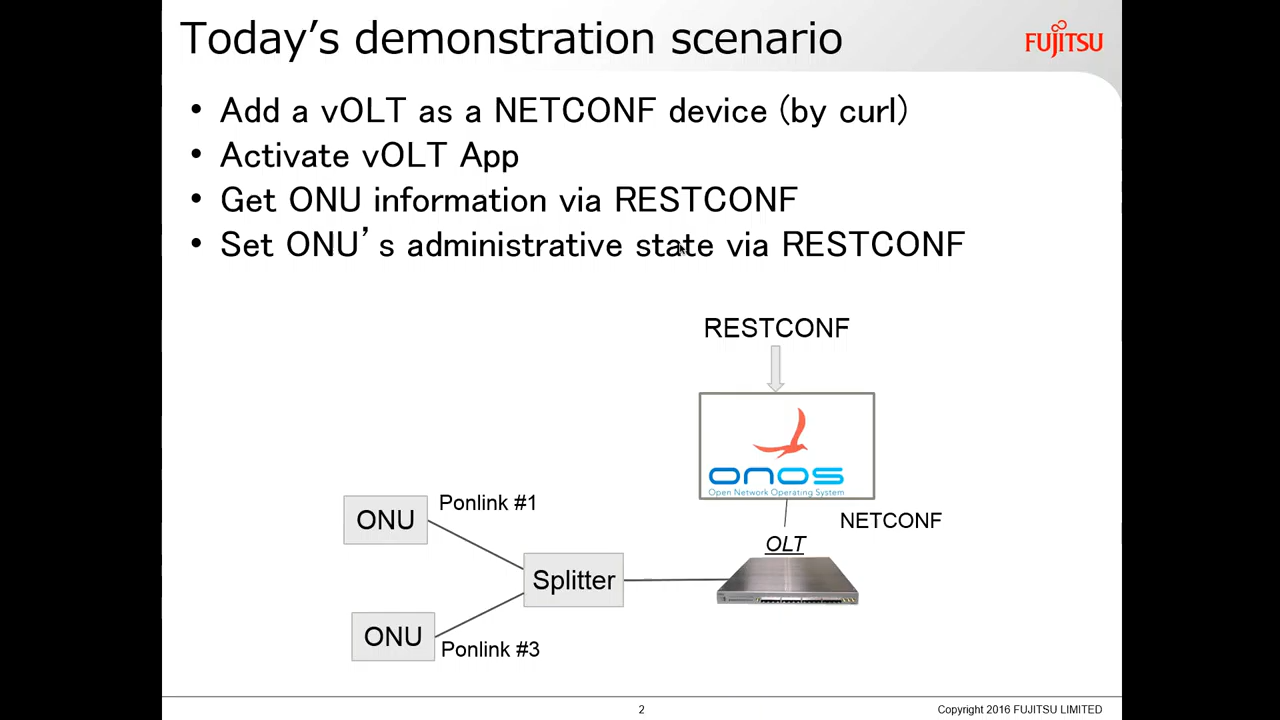 Today's demonstration scenario
FUJITSU
• Add a vOLT as a NETCONF device (by curl)
• Activate vOLT App
• Get ONU information via RESTCONF
• Set ONU's administrative state via RESTCONF
RESTCONF
onos
Open Network Operating System
Ponlink #1
ONU
NETCONF
OLT
Splitter
ONU
Ponlink #3
2
Copyright 2016 FUJITSU LIMITED